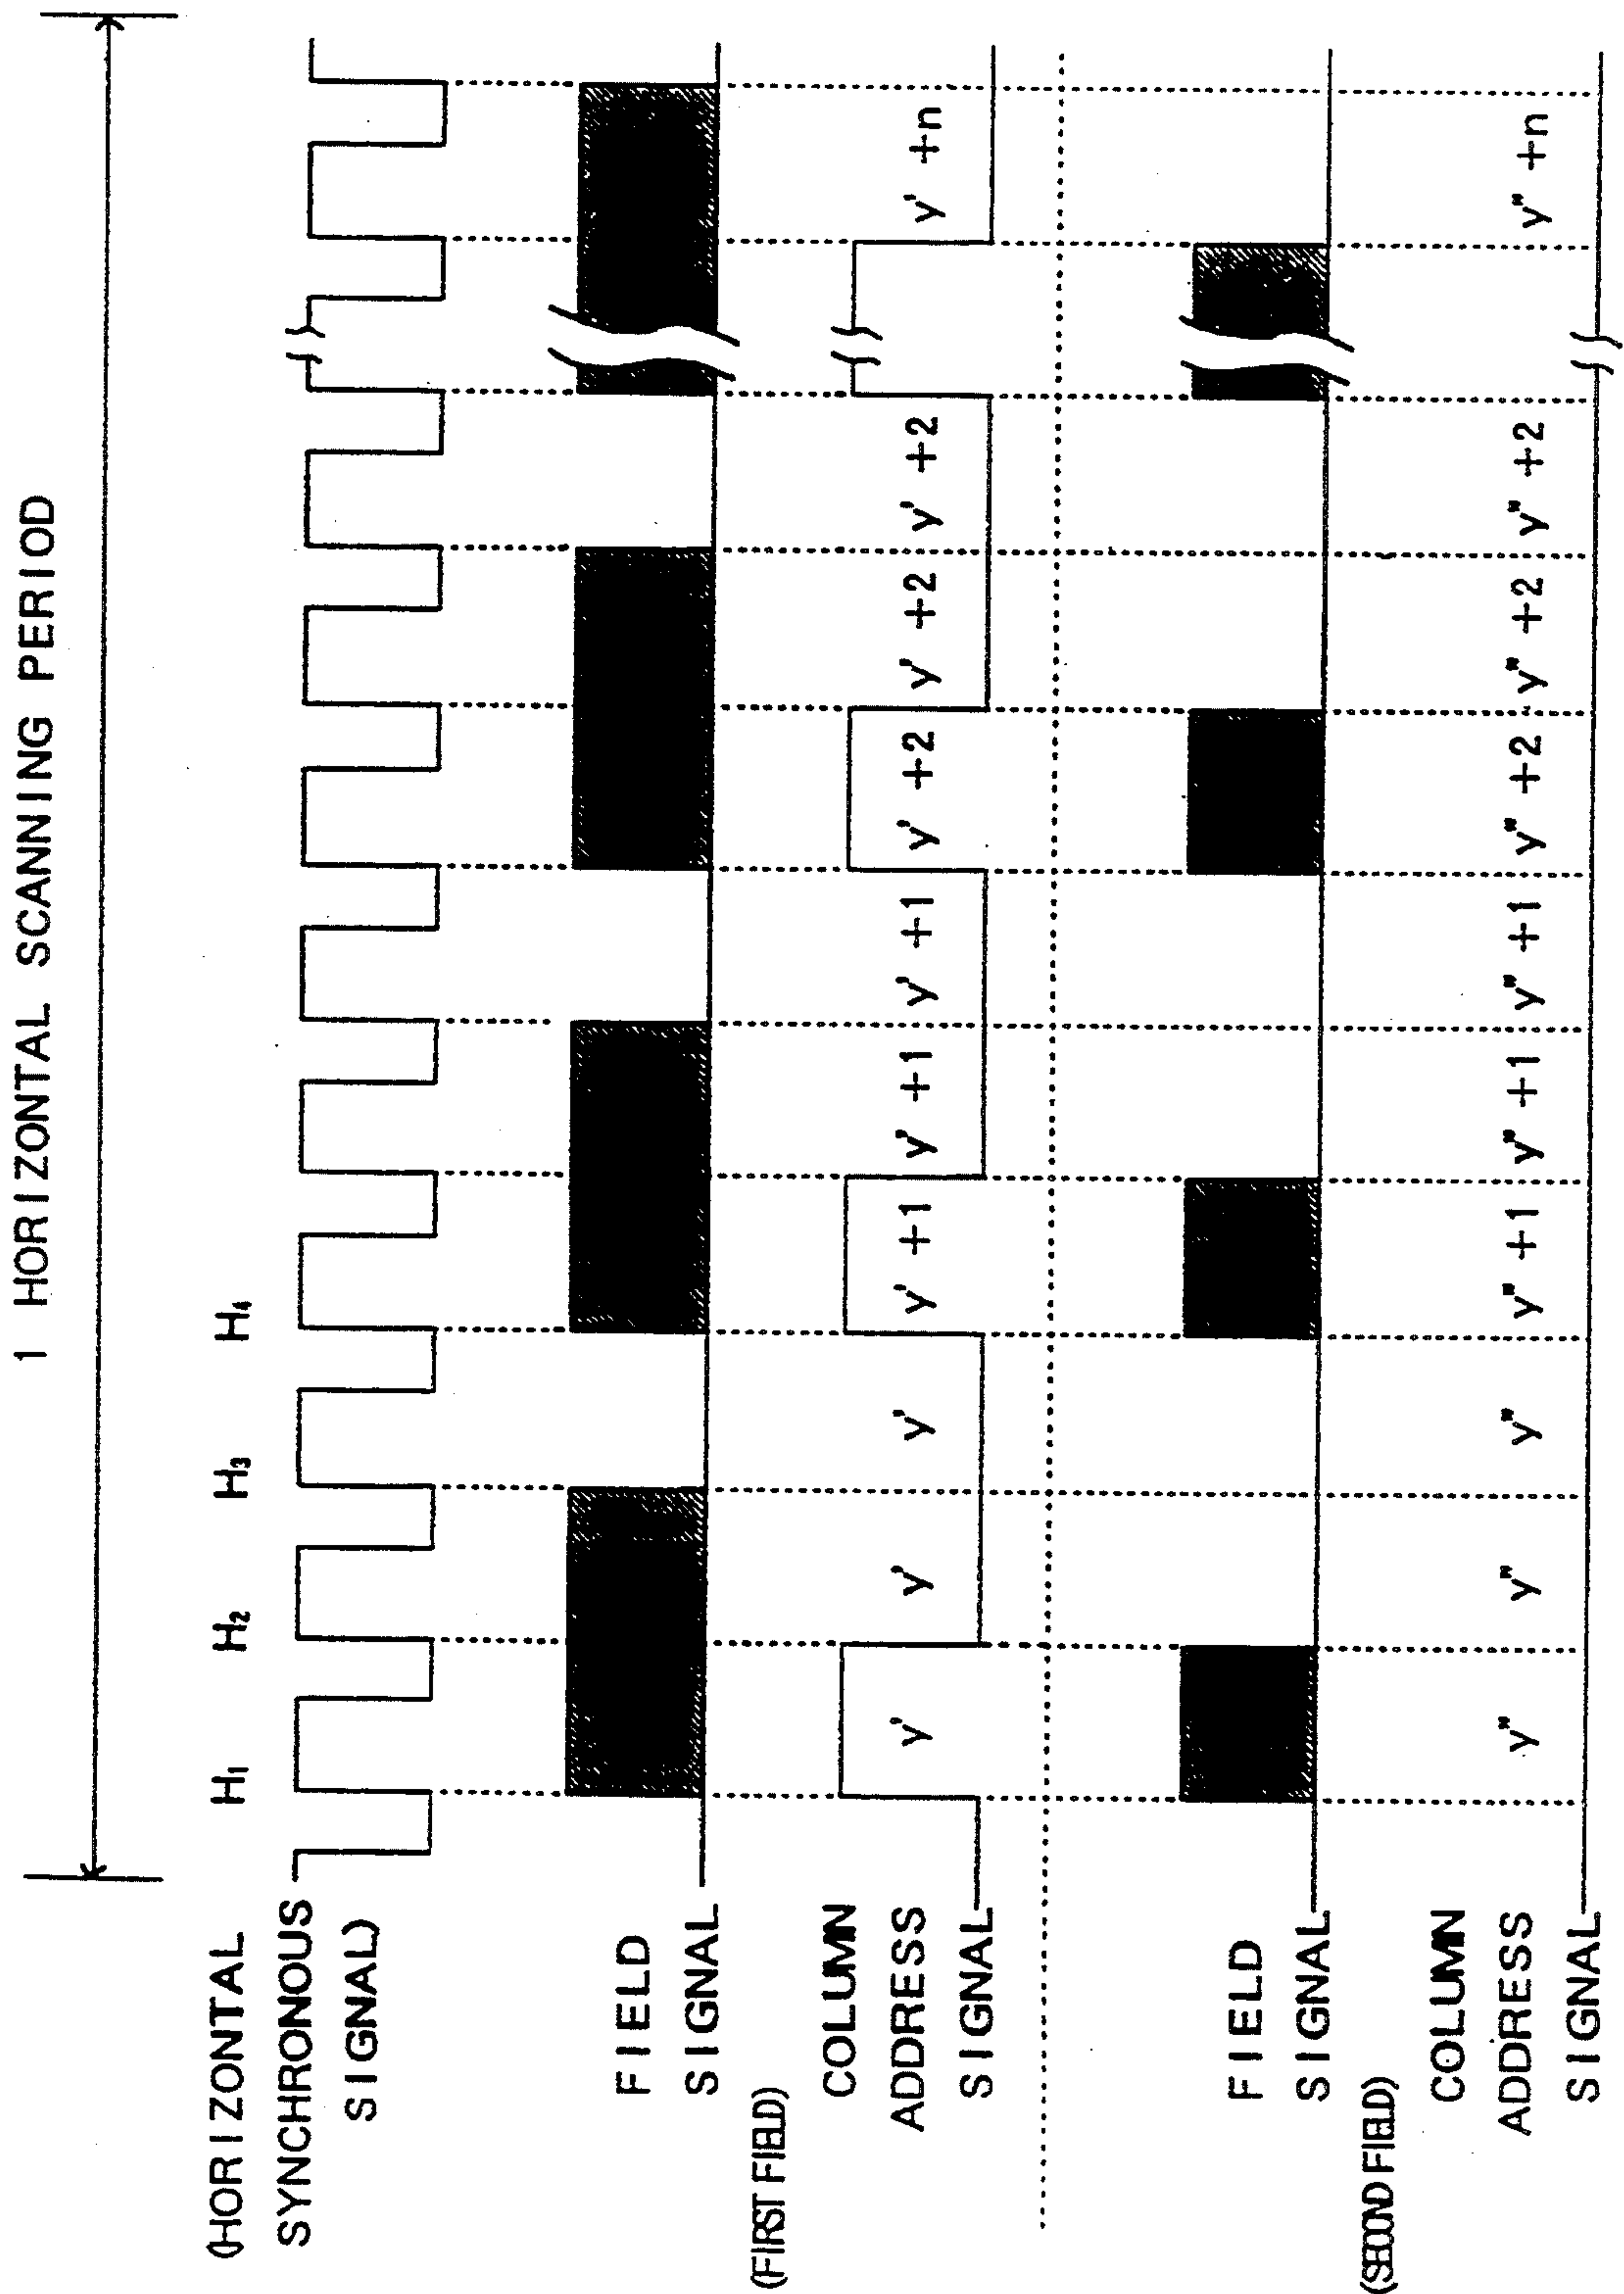 1 HORIZONTAL SCANNING PERIOD
H₁ H₂ H₃ H₄
(HORIZONTAL
SYNCHRONOUS
SIGNAL)
FIELD
SIGNAL
(FIRST FIELD)
COLUMN
ADDRESS
SIGNAL
y' y' y' y' +1 y' +1 y' +1 y' +2 y' +2 y' +2 y' +n
FIELD
SIGNAL
(SECOND FIELD)
COLUMN
ADDRESS
SIGNAL
y" y" y" y" +1 y" +1 y" +1 y" +2 y" +2 y" +2 y" +n